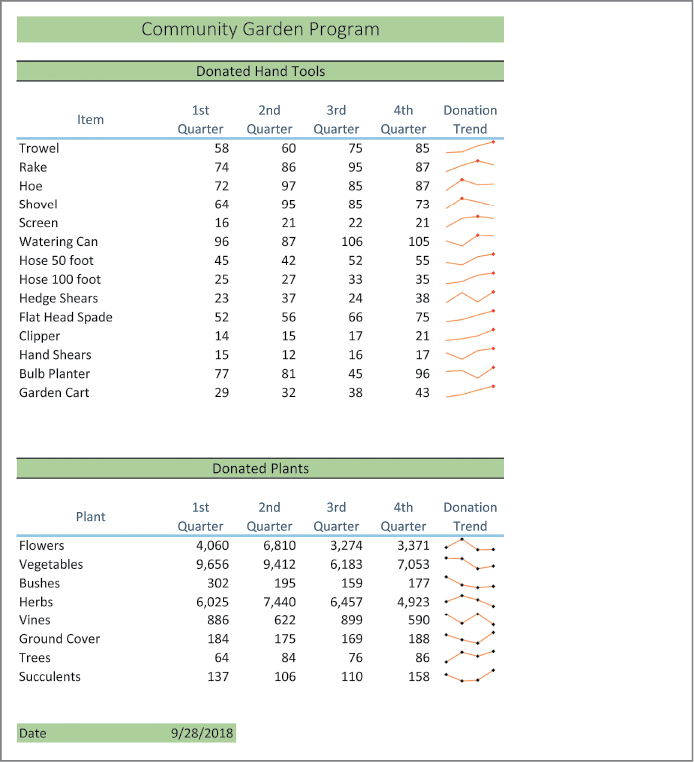 Community Garden Program
Donated Hand Tools
Item 1st Quarter 2nd Quarter 3rd Quarter 4th Quarter Donation Trend
Trowel 58 60 75 85
Rake 74 86 95 87
Hoe 72 97 85 87
Shovel 64 95 85 73
Screen 16 21 22 21
Watering Can 96 87 106 105
Hose 50 foot 45 42 52 55
Hose 100 foot 25 27 33 35
Hedge Shears 23 37 24 38
Flat Head Spade 52 56 66 75
Clipper 14 15 17 21
Hand Shears 15 12 16 17
Bulb Planter 77 81 45 96
Garden Cart 29 32 38 43
Donated Plants
Plant 1st Quarter 2nd Quarter 3rd Quarter 4th Quarter Donation Trend
Flowers 4,060 6,810 3,274 3,371
Vegetables 9,656 9,412 6,183 7,053
Bushes 302 195 159 177
Herbs 6,025 7,440 6,457 4,923
Vines 886 622 899 590
Ground Cover 184 175 169 188
Trees 64 84 76 86
Succulents 137 106 110 158
Date 9/28/2018